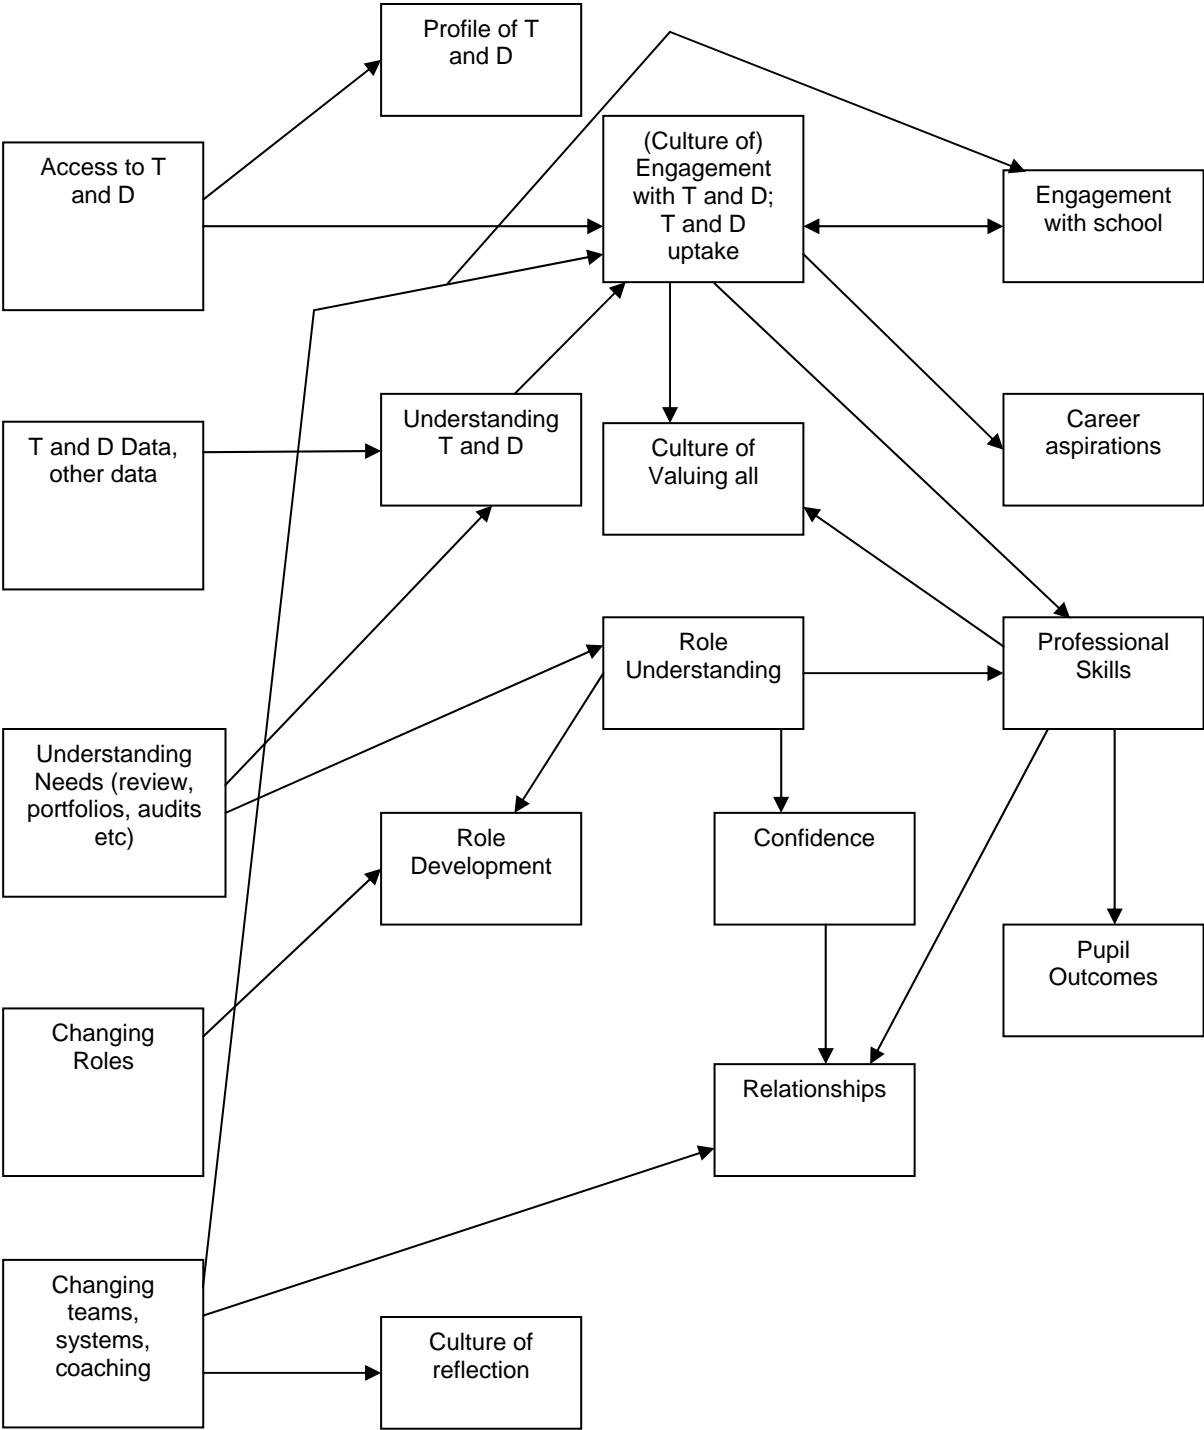 Profile of T
and D
(Culture of)
Engagement
with T and D;
T and D
uptake
Access to T
and D
Engagement
with school
Understanding
T and D
Career
aspirations
T and D Data,
other data
Culture of
Valuing all
Role
Understanding
Professional
Skills
Understanding
Needs (review,
portfolios, audits
etc)
Role
Development
Confidence
Pupil
Outcomes
Changing
Roles
Relationships
Changing
teams,
systems,
coaching
Culture of
reflection